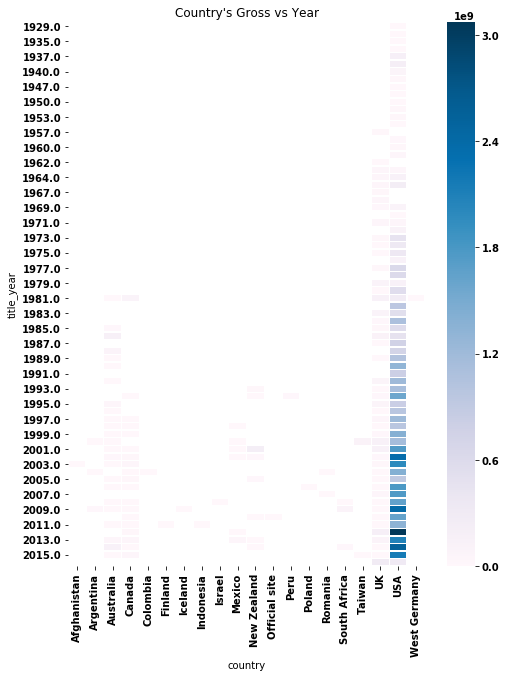 Country's Gross vs Year
1e9
1929.0
1935.0
1937.0
1940.0
1947.0
1950.0
1953.0
1957.0
1960.0
1962.0
1964.0
1967.0
1969.0
1971.0
1973.0
1975.0
1977.0
1979.0
1981.0
1983.0
1985.0
1987.0
1989.0
1991.0
1993.0
1995.0
1997.0
1999.0
2001.0
2003.0
2005.0
2007.0
2009.0
2011.0
2013.0
2015.0
title_year
3.0
2.4
1.8
1.2
0.6
0.0
Afghanistan
Argentina
Australia
Canada
Colombia
Finland
Iceland
Indonesia
Israel
Mexico
New Zealand
Official site
Peru
Poland
Romania
South Africa
Taiwan
UK
USA
West Germany
country